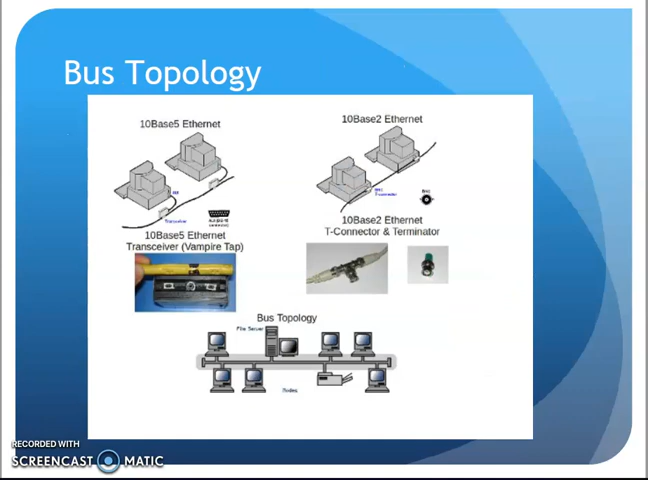 Bus Topology
10Base5 Ethernet
10Base2 Ethernet
Transceiver
10Base5 Ethernet
Transceiver (Vampire Tap)
10Base2 Ethernet
T-Connector & Terminator
Bus Topology
File Server
Nodes
RECORDED WITH
SCREENCAST MATIC